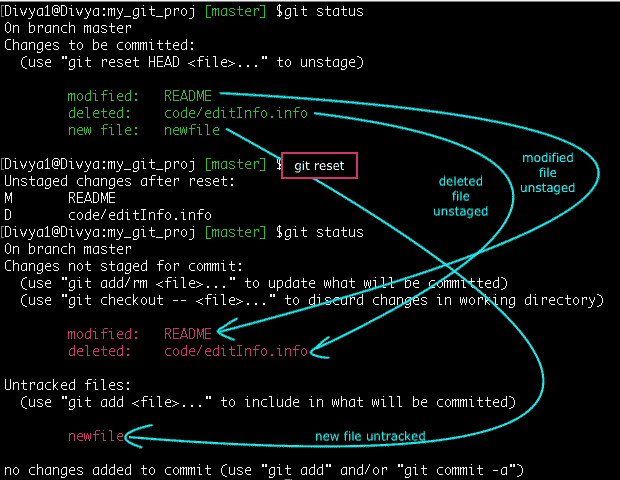 Divya1@Divya:my_git_proj [master] $git status
On branch master
Changes to be committed:
(use "git reset HEAD <file>..." to unstage)
modified: README
deleted: code/editInfo.info
new file: newfile
Divya1@Divya:my_git_proj [master] $ git reset
Unstaged changes after reset:
M README
D code/editInfo.info
modified
file
unstaged
deleted
file
unstaged
Divya1@Divya:my_git_proj [master] $git status
On branch master
Changes not staged for commit:
(use "git add/rm <file>..." to update what will be committed)
(use "git checkout -- <file>..." to discard changes in working directory)
modified: README
deleted: code/editInfo.info
Untracked files:
(use "git add <file>..." to include in what will be committed)
newfile
new file untracked
no changes added to commit (use "git add" and/or "git commit -a")